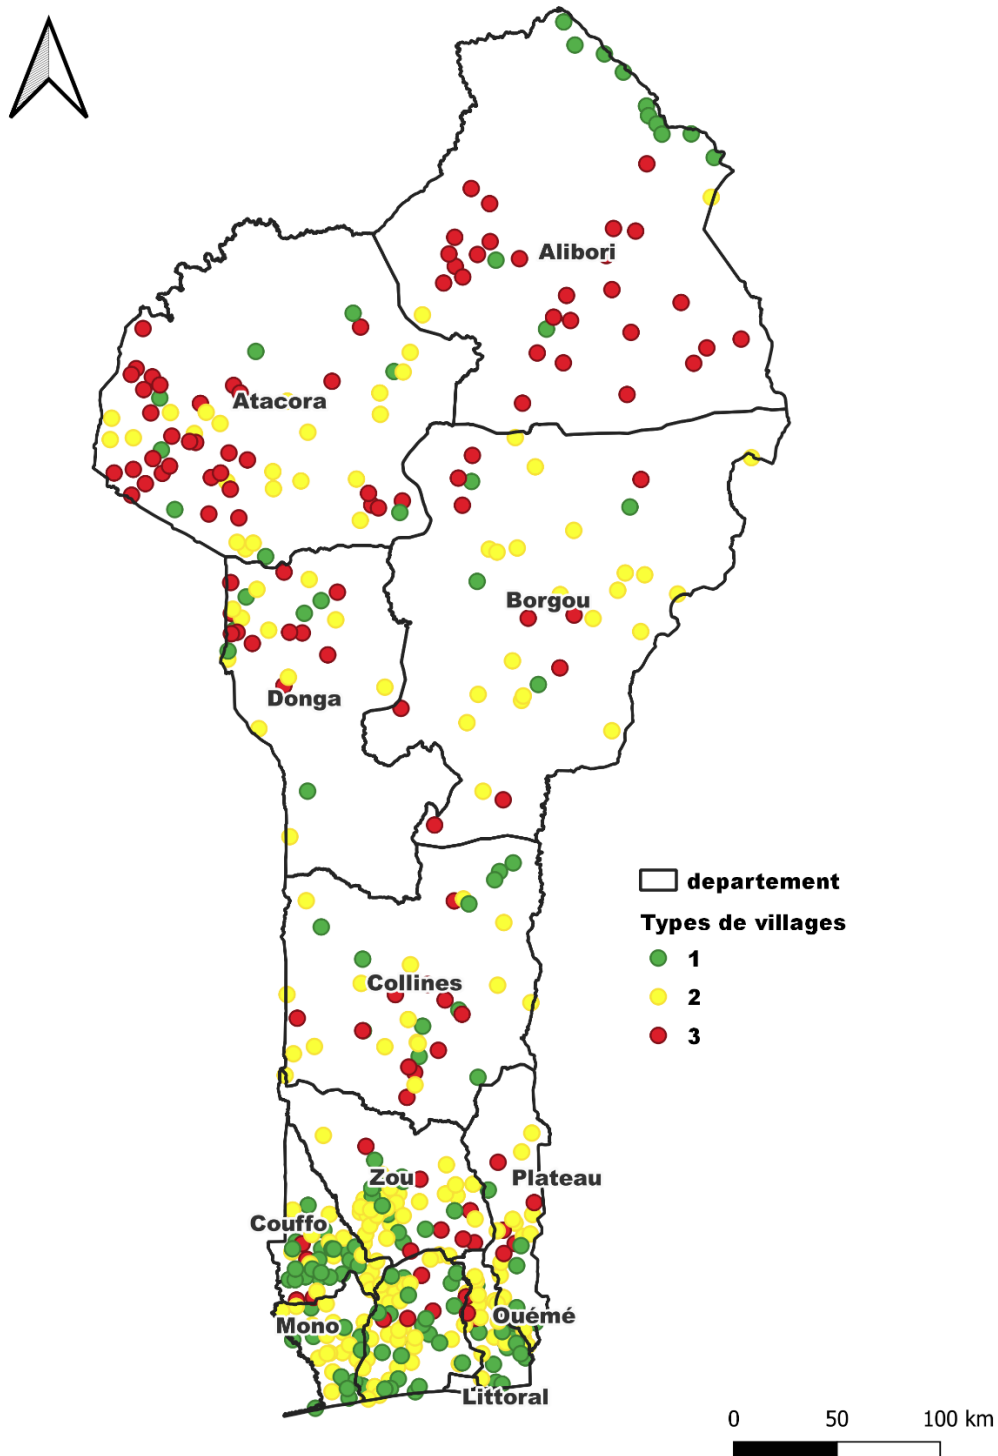 Alibori
Atacora
Borgou
Donga
departement
Types de villages
1
2
3
Collines
Zou
Plateau
Couffo
Mono
Ouémé
Littoral
0 50 100 km